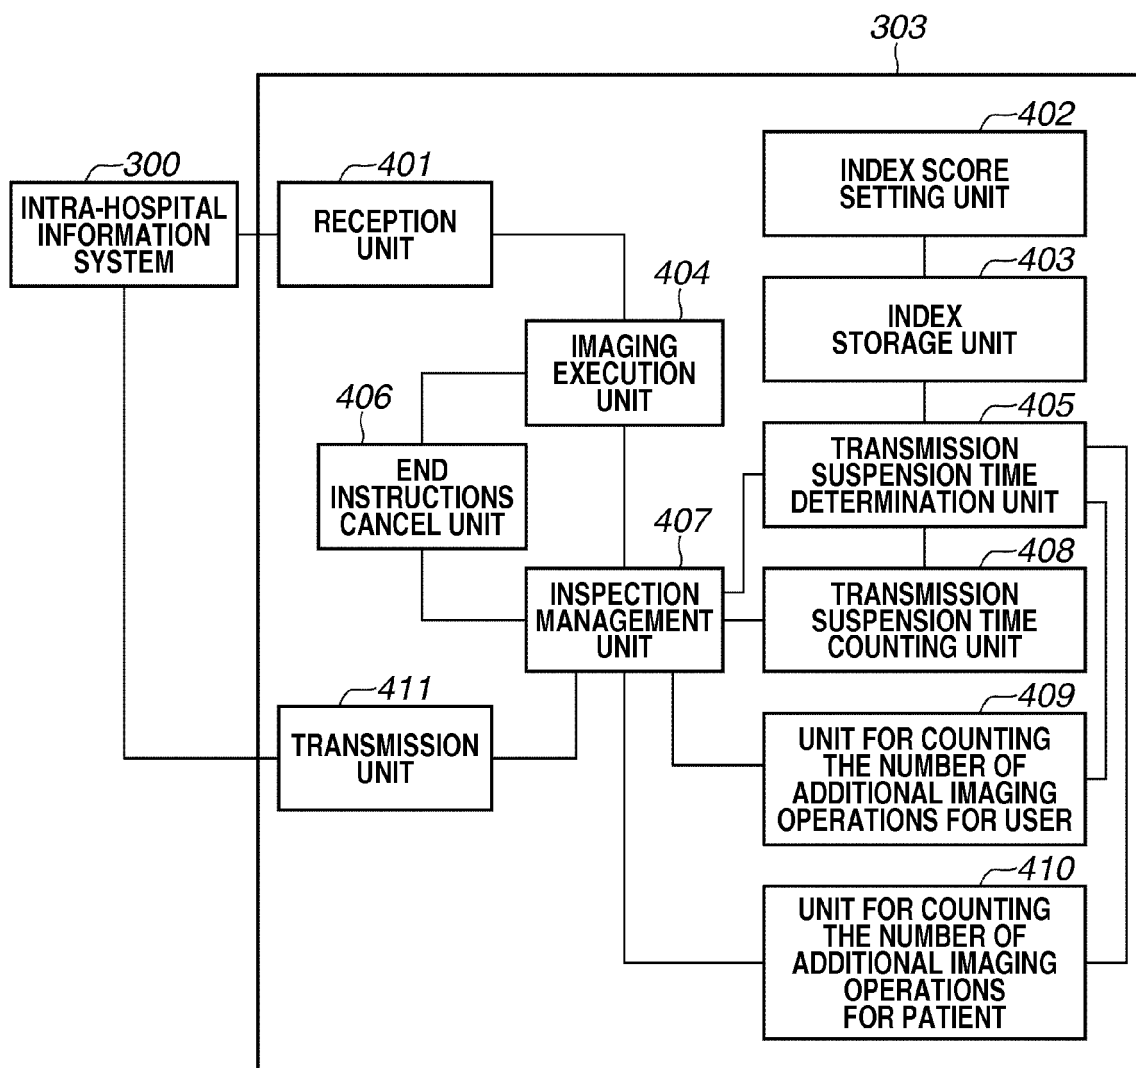 303
402
INDEX SCORE
SETTING UNIT
300
INTRA-HOSPITAL
INFORMATION
SYSTEM
401
RECEPTION
UNIT
403
INDEX
STORAGE UNIT
404
IMAGING
EXECUTION
UNIT
405
TRANSMISSION
SUSPENSION TIME
DETERMINATION UNIT
406
END
INSTRUCTIONS
CANCEL UNIT
407
INSPECTION
MANAGEMENT
UNIT
408
TRANSMISSION
SUSPENSION TIME
COUNTING UNIT
411
TRANSMISSION
UNIT
409
UNIT FOR COUNTING
THE NUMBER OF
ADDITIONAL IMAGING
OPERATIONS FOR USER
410
UNIT FOR COUNTING
THE NUMBER OF
ADDITIONAL IMAGING
OPERATIONS
FOR PATIENT